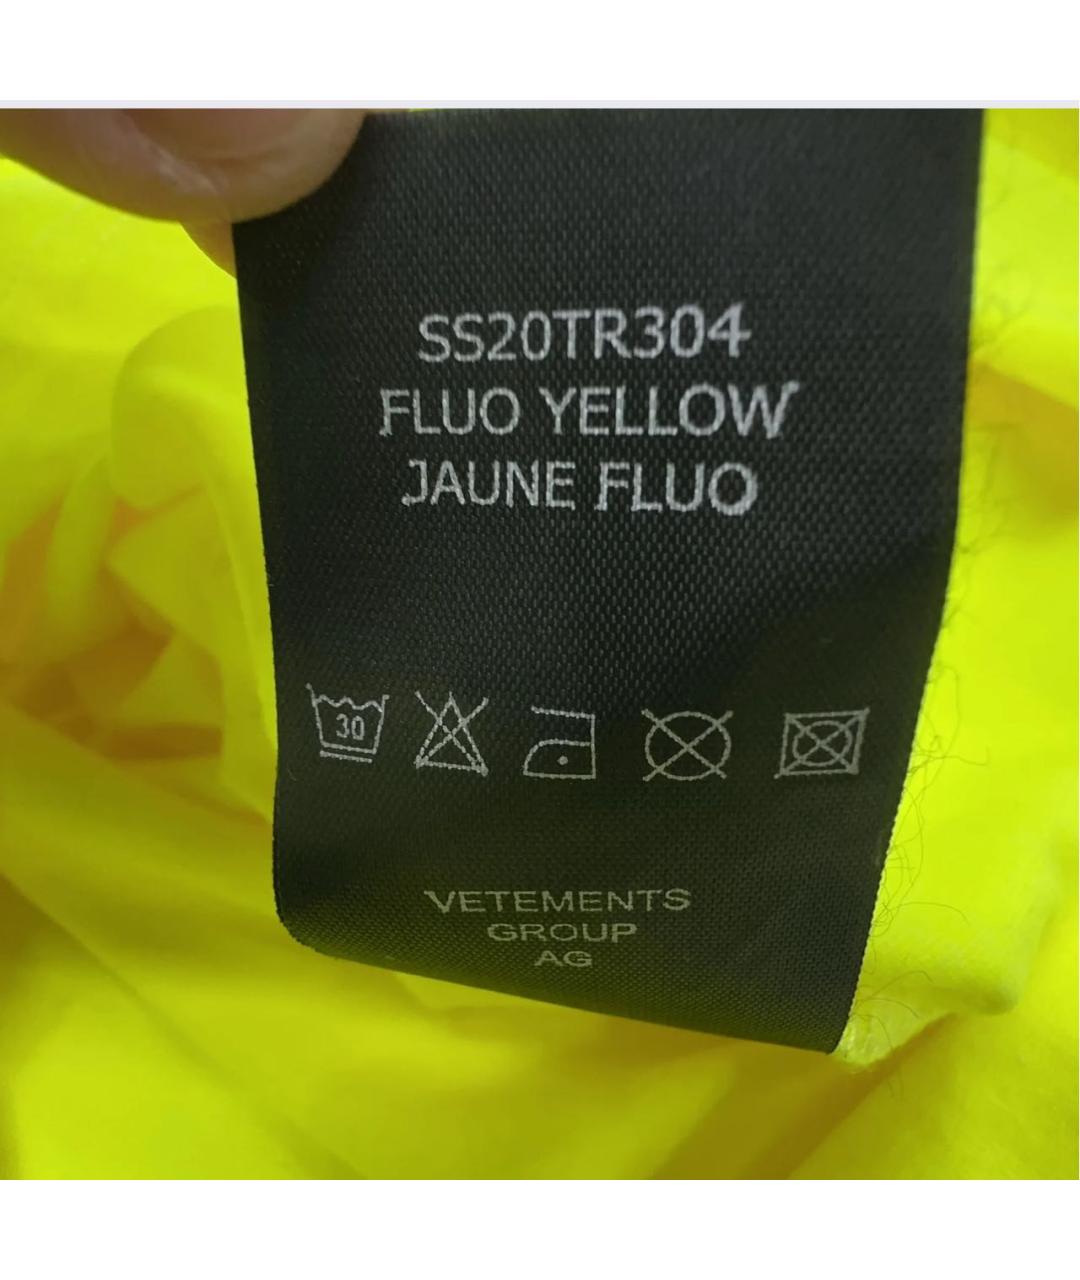 SS20TR304
FLUO YELLOW
JAUNE FLUO
30
VETEMENTS
GROUP
AG